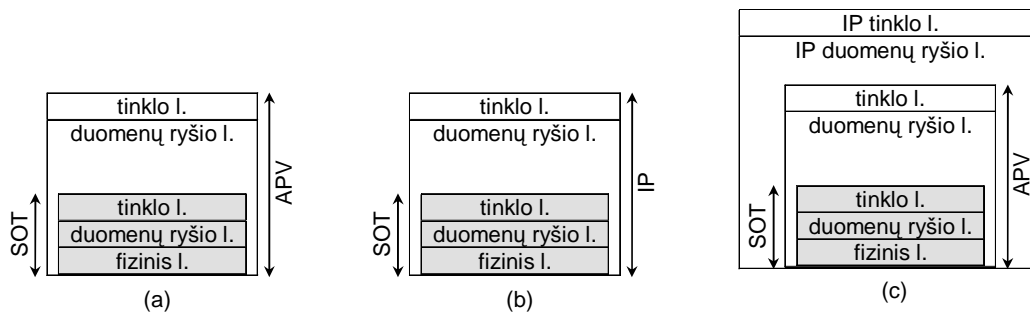 tinklo l.
duomenų ryšio l.
tinklo l.
duomenų ryšio l.
fizinis l.
SOT
APV
(a)
tinklo l.
duomenų ryšio l.
tinklo l.
duomenų ryšio l.
fizinis l.
SOT
IP
(b)
IP tinklo l.
IP duomenų ryšio l.
tinklo l.
duomenų ryšio l.
tinklo l.
duomenų ryšio l.
fizinis l.
SOT
APV
(c)